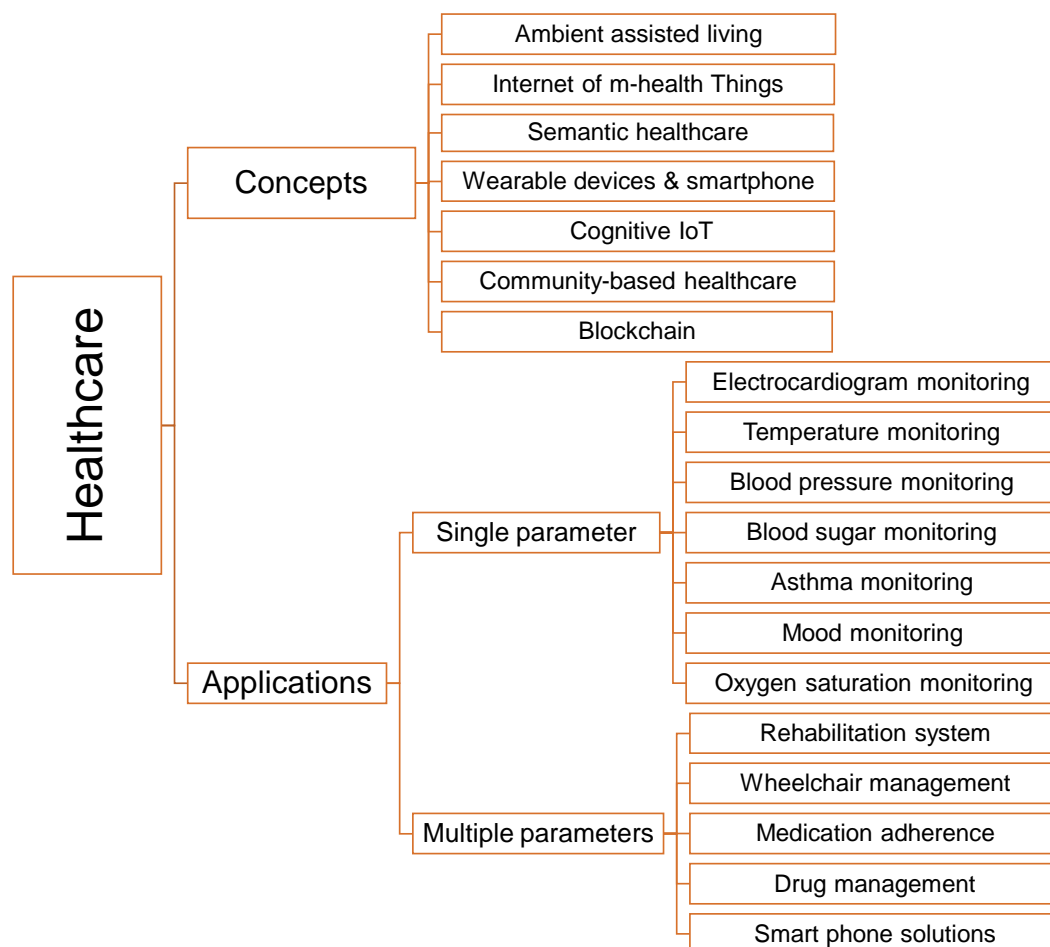 Healthcare
Concepts
Ambient assisted living
Internet of m-health Things
Semantic healthcare
Wearable devices & smartphone
Cognitive IoT
Community-based healthcare
Blockchain
Applications
Single parameter
Electrocardiogram monitoring
Temperature monitoring
Blood pressure monitoring
Blood sugar monitoring
Asthma monitoring
Mood monitoring
Oxygen saturation monitoring
Multiple parameters
Rehabilitation system
Wheelchair management
Medication adherence
Drug management
Smart phone solutions